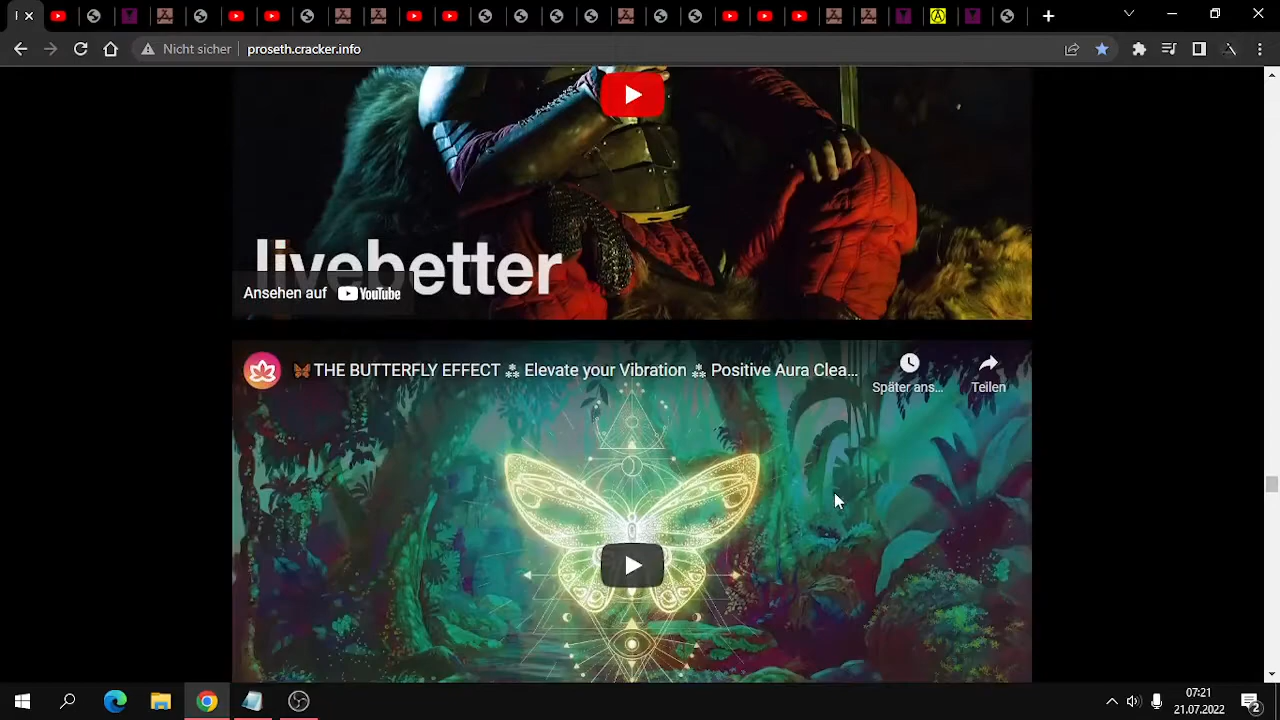 Nicht sicher
proseth.cracker.info
livebetter
Ansehen auf YouTube
THE BUTTERFLY EFFECT ⁂ Elevate your Vibration ⁂ Positive Aura Clea...
Später ans...
Teilen
07:21
21.07.2022
2